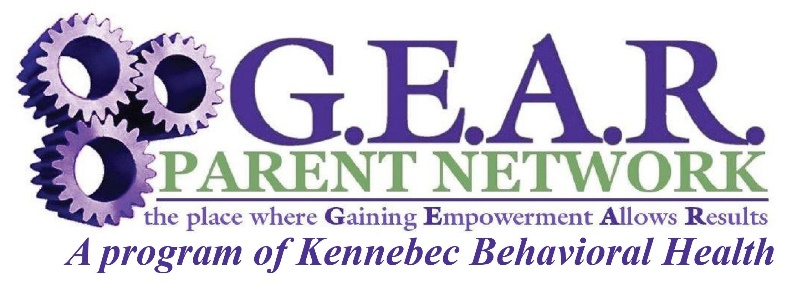 G.E.A.R.
PARENT NETWORK
the place where Gaining Empowerment Allows Results
A program of Kennebec Behavioral Health